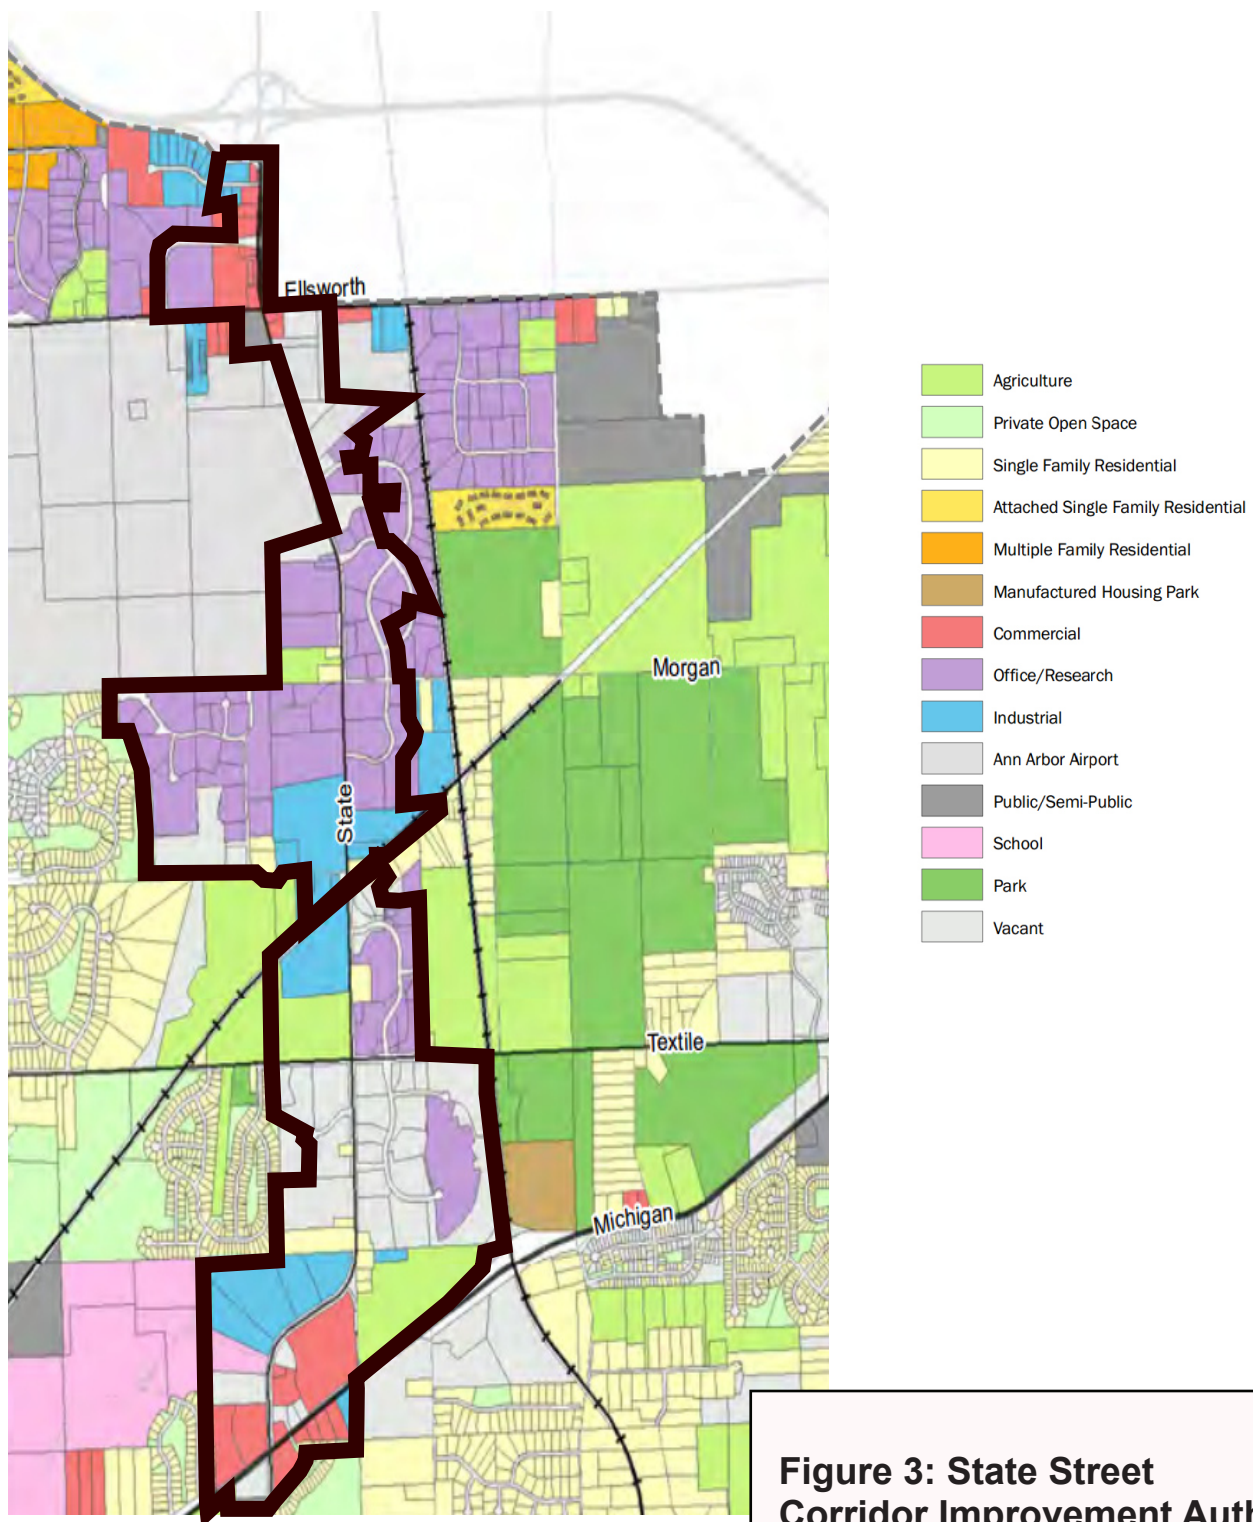 Ellsworth
Agriculture
Private Open Space
Single Family Residential
Attached Single Family Residential
Multiple Family Residential
Manufactured Housing Park
Commercial
Office/Research
Industrial
Ann Arbor Airport
Public/Semi-Public
School
Park
Vacant
Morgan
State
Textile
Michigan
Figure 3: State Street
Corridor Improvement Auth